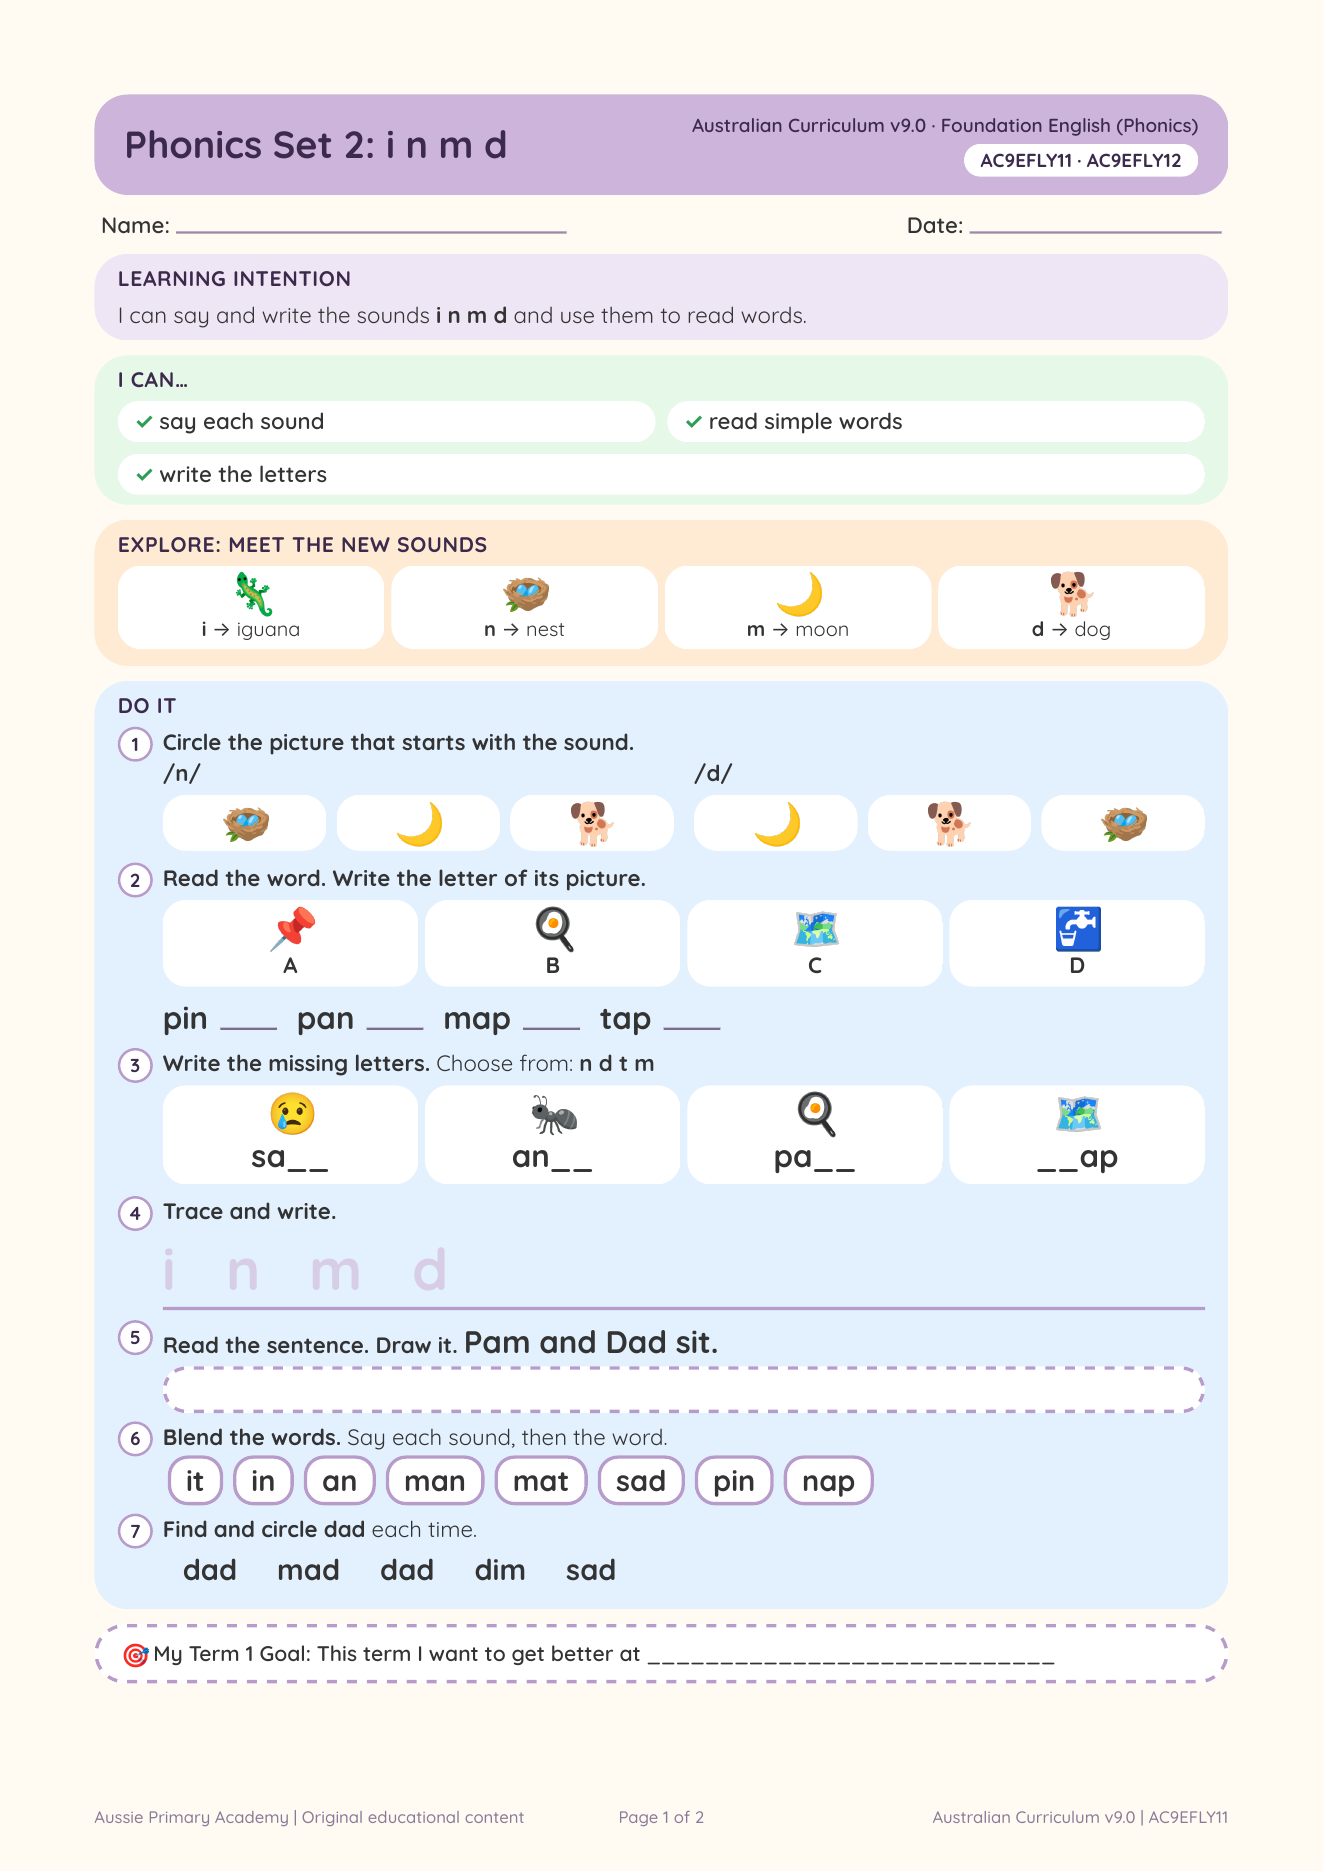 Phonics Set 2: i n m d
Australian Curriculum v9.0 · Foundation English (Phonics)
AC9EFLY11 · AC9EFLY12
Name: Date:
LEARNING INTENTION
I can say and write the sounds i n m d and use them to read words.
I CAN…
✓ say each sound ✓ read simple words
✓ write the letters
EXPLORE: MEET THE NEW SOUNDS
i → iguana n → nest m → moon d → dog
DO IT
1 Circle the picture that starts with the sound.
/n/ /d/
2 Read the word. Write the letter of its picture.
A B C D
pin ___ pan ___ map ___ tap ___
3 Write the missing letters. Choose from: n d t m
sa__ an__ pa__ __ap
4 Trace and write.
i n m d
5 Read the sentence. Draw it. Pam and Dad sit.
6 Blend the words. Say each sound, then the word.
it in an man mat sad pin nap
7 Find and circle dad each time.
dad mad dad dim sad
My Term 1 Goal: This term I want to get better at ____________________________
Aussie Primary Academy | Original educational content Page 1 of 2 Australian Curriculum v9.0 | AC9EFLY11